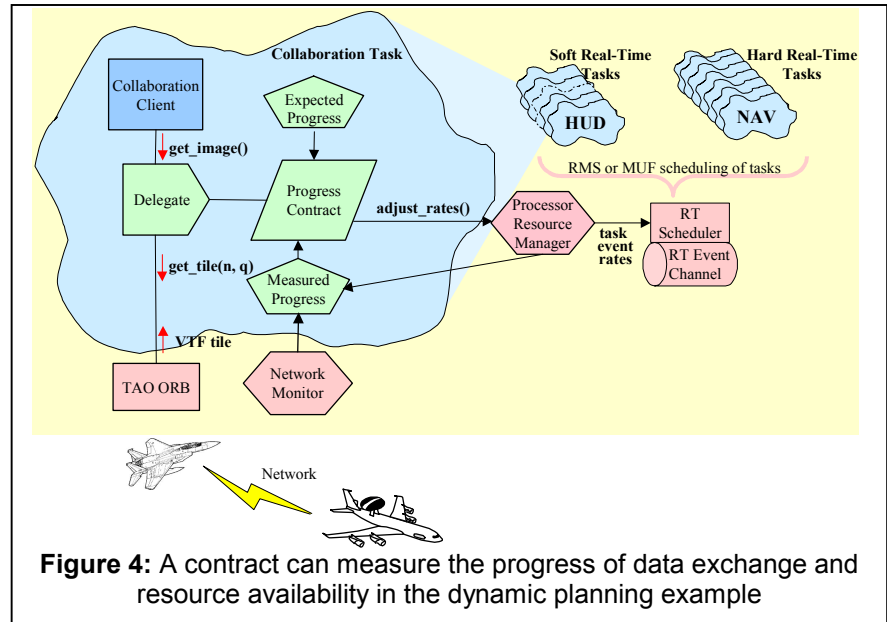 Collaboration Task
Soft Real-Time
Tasks
Hard Real-Time
Tasks
Collaboration
Client
Expected
Progress
HUD
NAV
get_image()
RMS or MUF scheduling of tasks
Delegate
Progress
Contract
adjust_rates()
Processor
Resource
Manager
task
event
rates
RT
Scheduler
RT Event
Channel
get_tile(n, q)
Measured
Progress
VTF tile
TAO ORB
Network
Monitor
Network
Figure 4: A contract can measure the progress of data exchange and
resource availability in the dynamic planning example